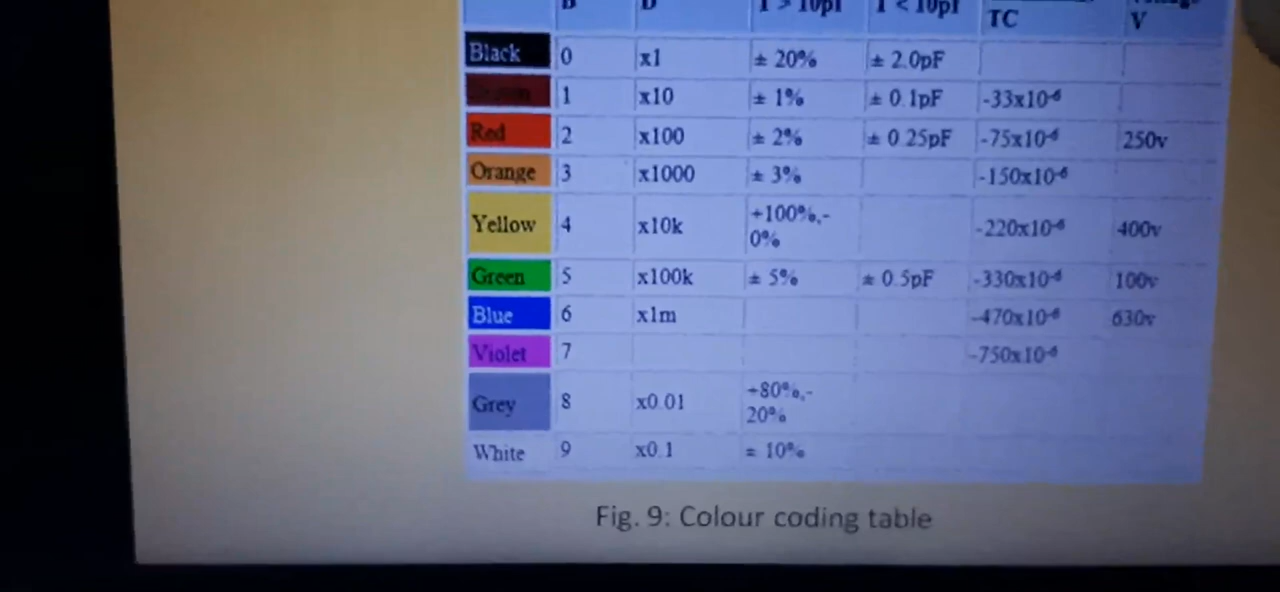 B D T > 10pf T < 10pf TC V
Black 0 x1 ± 20% ± 2.0pF
1 x10 ± 1% ± 0.1pF -33x10-6
Red 2 x100 ± 2% ± 0.25pF -75x10-6 250v
Orange 3 x1000 ± 3% -150x10-6
Yellow 4 x10k +100%,- -220x10-6 400v
0%
Green 5 x100k ± 5% ± 0.5pF -330x10-6 100v
Blue 6 x1m -470x10-6 630v
Violet 7 -750x10-6
Grey 8 x0.01 +80%,-
20%
White 9 x0.1 ± 10%
Fig. 9: Colour coding table